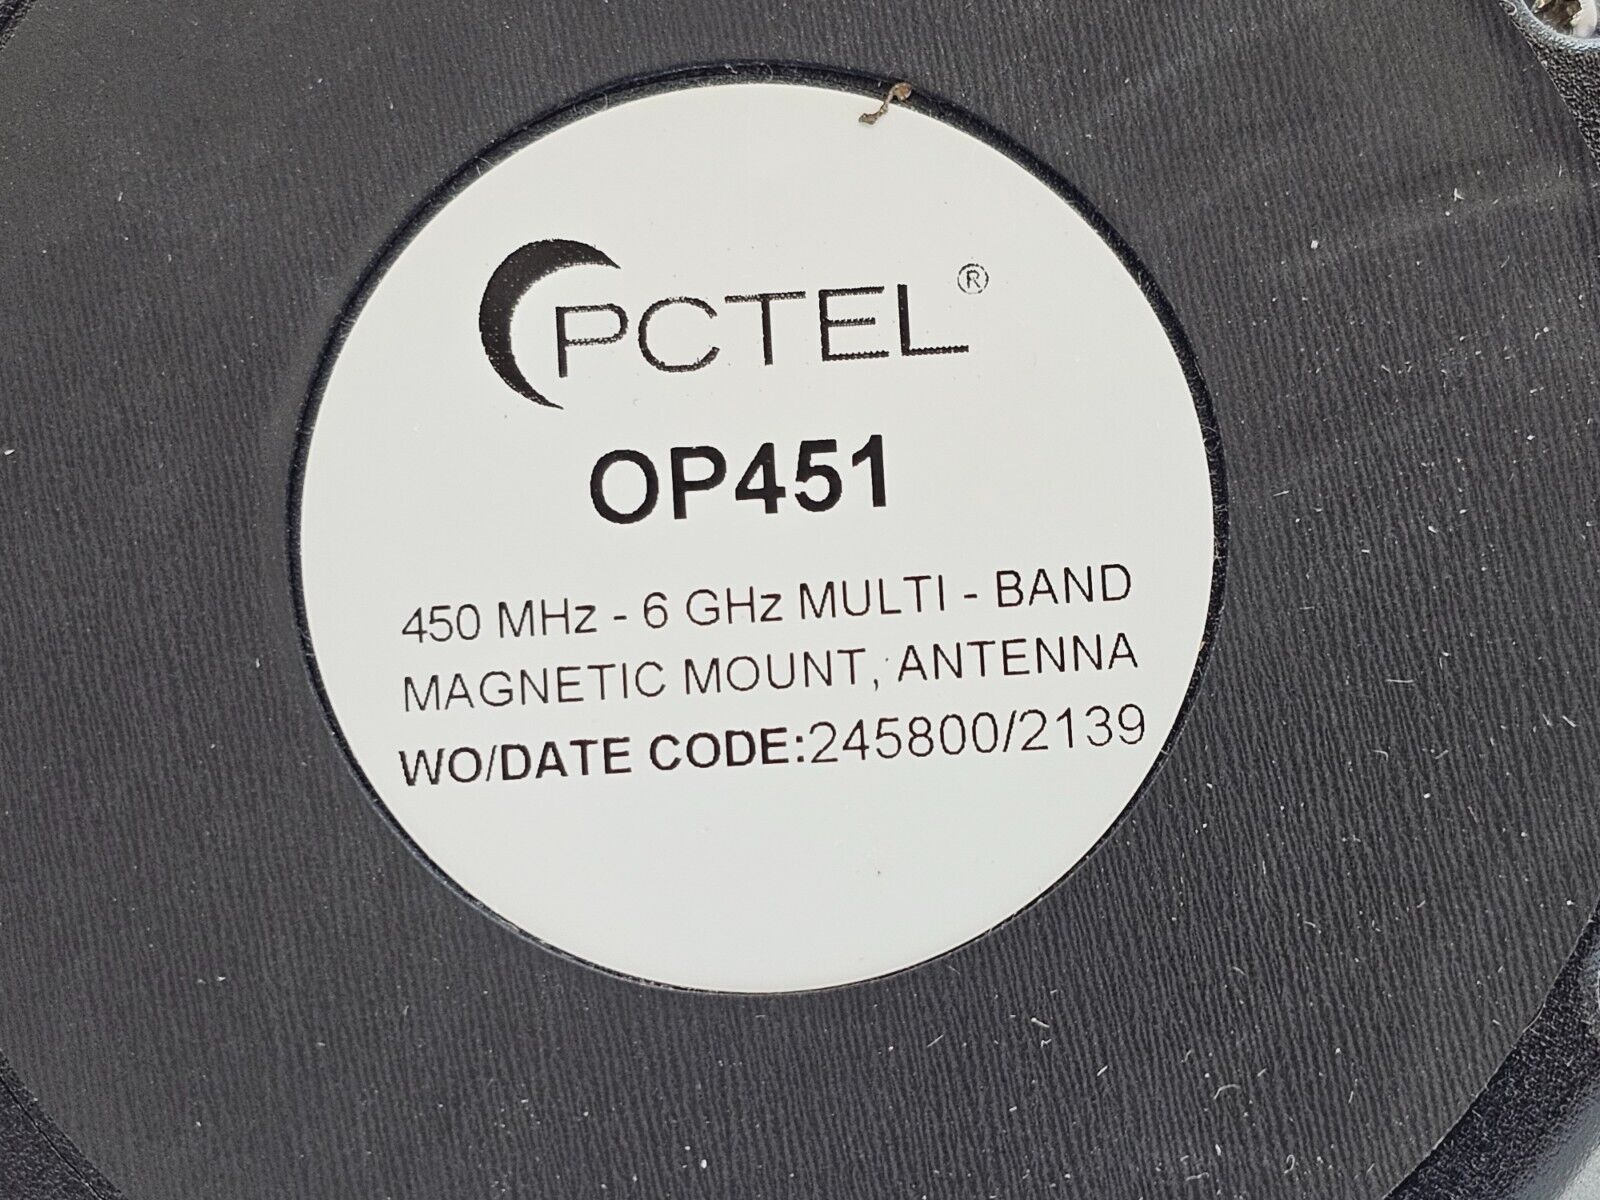 PCTEL®
OP451
450 MHz - 6 GHz MULTI - BAND
MAGNETIC MOUNT, ANTENNA
WO/DATE CODE:245800/2139